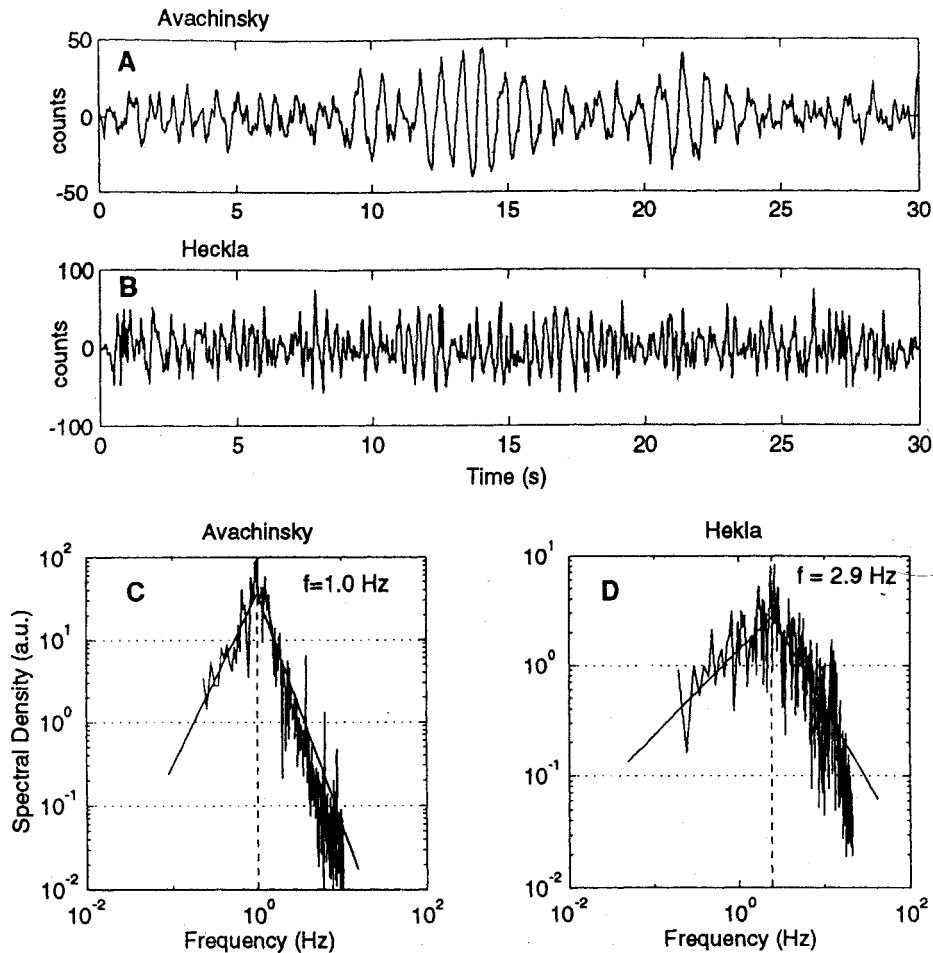 Avachinsky
A
50
0
-50
counts
0 5 10 15 20 25 30
Heckla
B
100
0
-100
counts
0 5 10 15 20 25 30
Time (s)
Avachinsky
C
f=1.0 Hz
10^2
10^1
10^0
10^-1
10^-2
Spectral Density (a.u.)
10^-2 10^0 10^2
Frequency (Hz)
Hekla
D
f = 2.9 Hz
10^1
10^0
10^-1
10^-2
10^-2 10^0 10^2
Frequency (Hz)